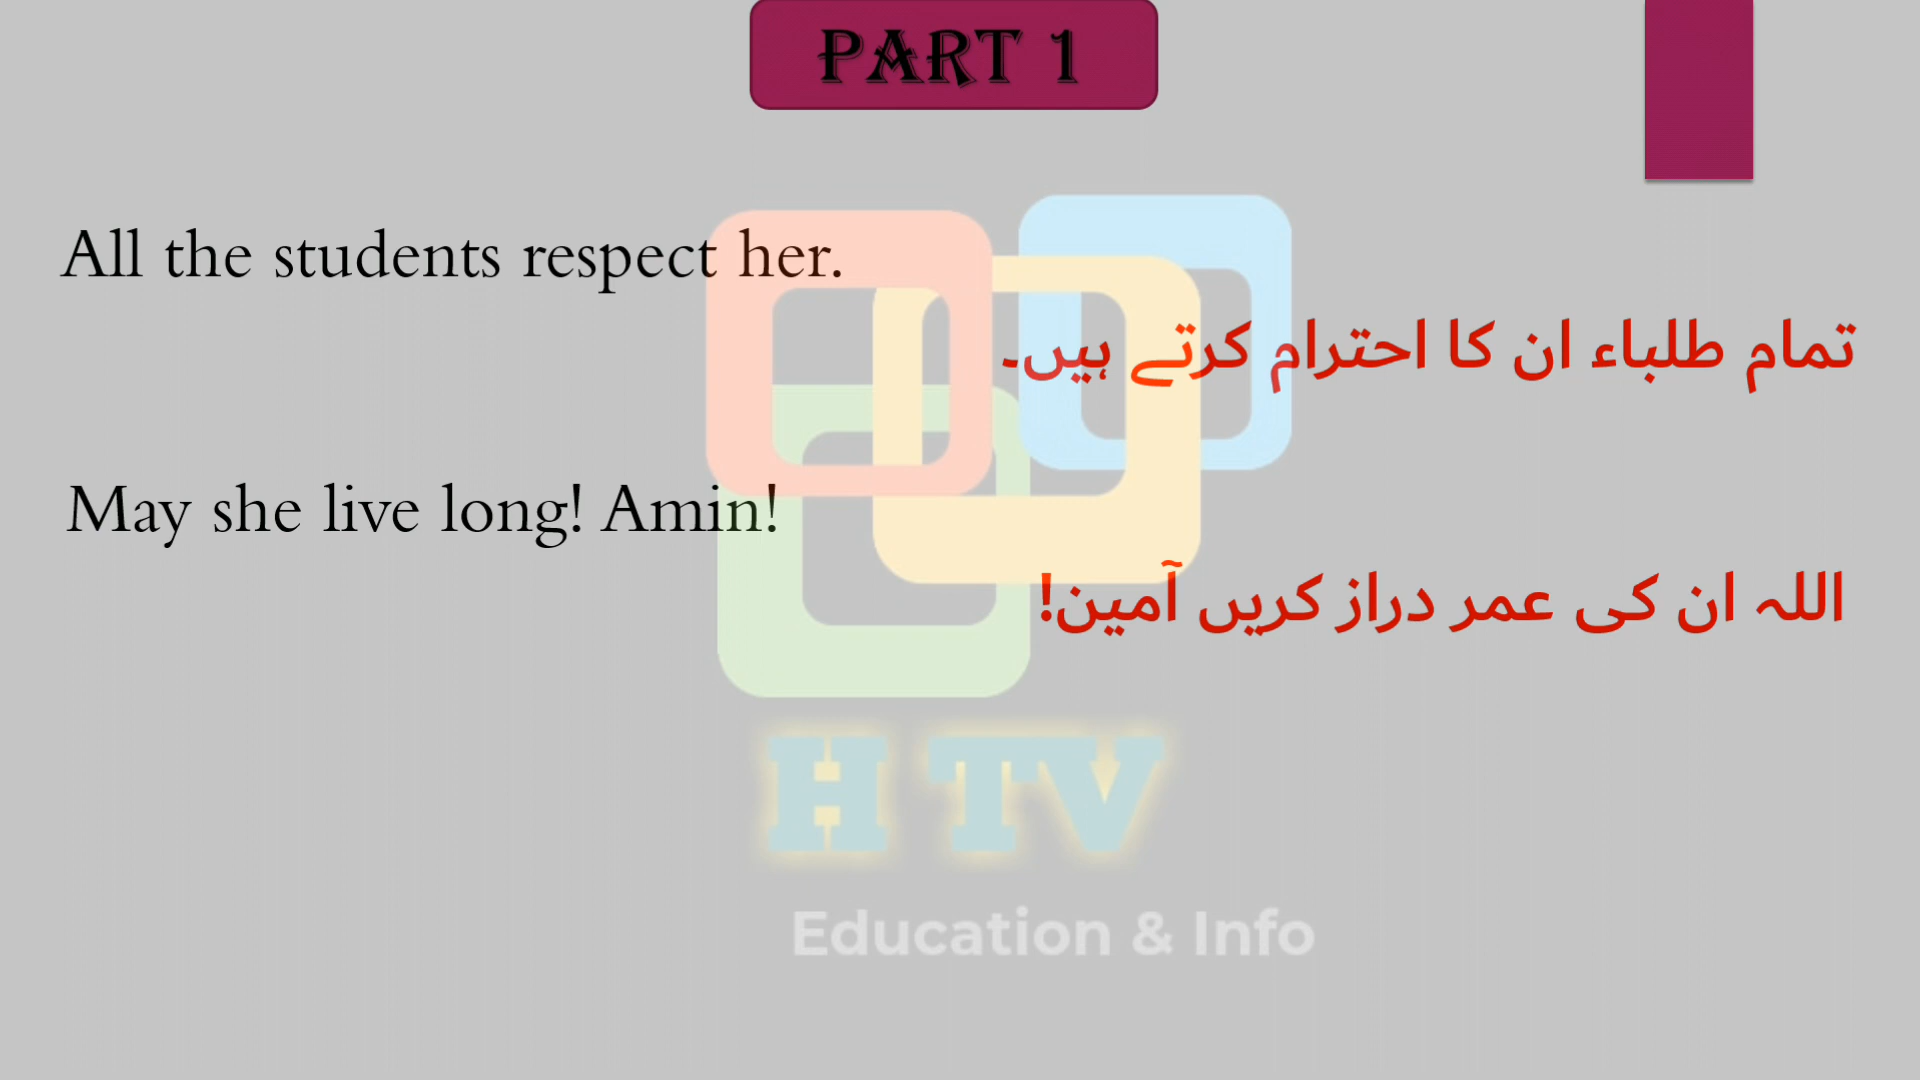 PART 1
All the students respect her.
تمام طلباء ان کا احترام کرتے ہیں۔
May she live long! Amin!
اللہ ان کی عمر دراز کریں آمین!
H TV
Education & Info